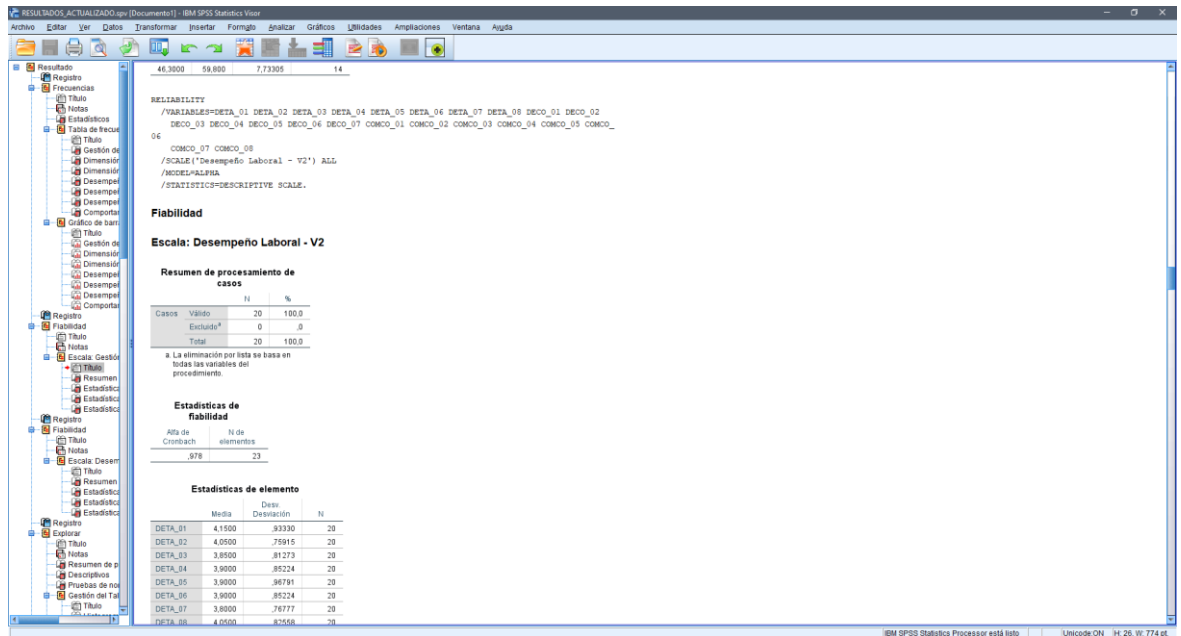 RESULTADOS_ACTUALIZADO.spv [Documento1] - IBM SPSS Statistics Visor
Archivo Editar Ver Datos Transformar Insertar Formato Analizar Gráficos Utilidades Ampliaciones Ventana Ayuda
Resultado
Registro
Frecuencias
Título
Notas
Estadísticos
Tabla de frecue
Título
Gestión de
Dimensión
Dimensión
Desempeñ
Desempeñ
Desempeñ
Comportar
Gráfico de barra
Título
Gestión de
Dimensión
Dimensión
Desempeñ
Desempeñ
Desempeñ
Comportar
Registro
Fiabilidad
Título
Notas
Escala: Gestión
Título
Resumen
Estadística
Estadística
Estadística
Registro
Fiabilidad
Título
Notas
Escala: Desem
Título
Resumen
Estadística
Estadística
Estadística
Registro
Explorar
Título
Notas
Resumen de p
Descriptivos
Pruebas de nor
Gestión del Tal
Título
46,3000 59,800 7,73305 14
RELIABILITY
/VARIABLES=DETA_01 DETA_02 DETA_03 DETA_04 DETA_05 DETA_06 DETA_07 DETA_08 DECO_01 DECO_02
DECO_03 DECO_04 DECO_05 DECO_06 DECO_07 COMCO_01 COMCO_02 COMCO_03 COMCO_04 COMCO_05 COMCO_
06
COMCO_07 COMCO_08
/SCALE('Desempeño Laboral - V2') ALL
/MODEL=ALPHA
/STATISTICS=DESCRIPTIVE SCALE.
Fiabilidad
Escala: Desempeño Laboral - V2
Resumen de procesamiento de
casos
N %
Casos Válido 20 100,0
Excluido a 0 ,0
Total 20 100,0
a. La eliminación por lista se basa en
todas las variables del
procedimiento.
Estadísticas de
fiabilidad
Alfa de
Cronbach
N de
elementos
,978 23
Estadísticas de elemento
Media Desv.
Desviación N
DETA_01 4,1500 ,93330 20
DETA_02 4,0500 ,75915 20
DETA_03 3,8500 ,81273 20
DETA_04 3,9000 ,85224 20
DETA_05 3,9000 ,96791 20
DETA_06 3,9000 ,85224 20
DETA_07 3,8000 ,76777 20
DETA_08 4,0500 ,82558 20
IBM SPSS Statistics Processor está listo Unicode:ON H: 26, W: 774 pt.